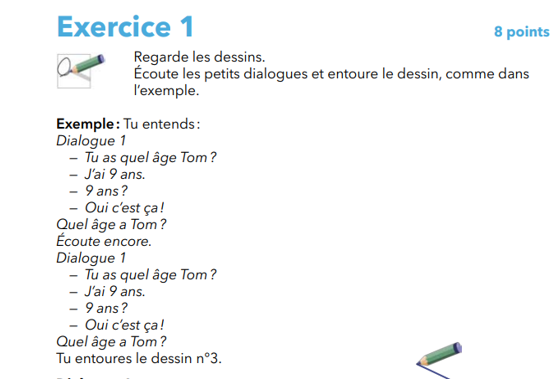 Exercice 1
8 points
Regarde les dessins.
Écoute les petits dialogues et entoure le dessin, comme dans
l’exemple.
Exemple : Tu entends :
Dialogue 1
– Tu as quel âge Tom ?
– J’ai 9 ans.
– 9 ans ?
– Oui c’est ça !
Quel âge a Tom ?
Écoute encore.
Dialogue 1
– Tu as quel âge Tom ?
– J’ai 9 ans.
– 9 ans ?
– Oui c’est ça !
Quel âge a Tom ?
Tu entoures le dessin n°3.